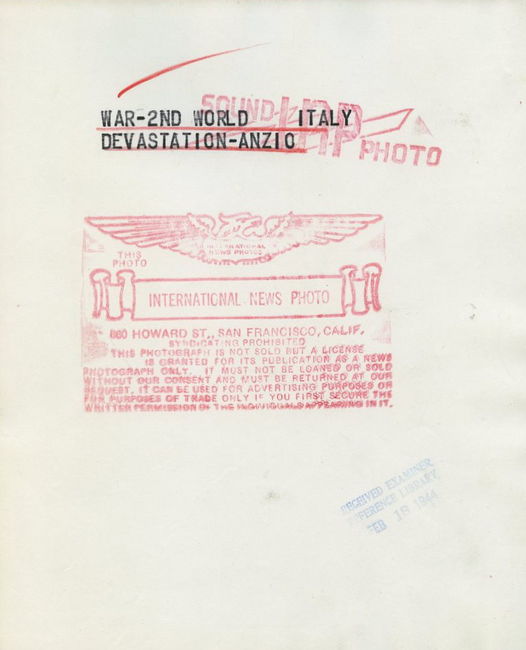 SOUND INP PHOTO
WAR-2ND WORLD ITALY
DEVASTATION-ANZIO
INTERNATIONAL
NEWS PHOTOS
THIS
PHOTO
INTERNATIONAL NEWS PHOTO
860 HOWARD ST., SAN FRANCISCO, CALIF.
SYNDICATING PROHIBITED
THIS PHOTOGRAPH IS NOT SOLD BUT A LICENSE
IS GRANTED FOR ITS PUBLICATION AS A NEWS
PHOTOGRAPH ONLY. IT MUST NOT BE LOANED OR SOLD
WITHOUT OUR CONSENT AND MUST BE RETURNED AT OUR
REQUEST. IT CAN BE USED FOR ADVERTISING PURPOSES OR
FOR PURPOSES OF TRADE ONLY IF YOU FIRST SECURE THE
WRITTEN PERMISSION OF THE INDIVIDUALS APPEARING IN IT.
RECEIVED EXAMINER
REFERENCE LIBRARY
FEB 18 1944